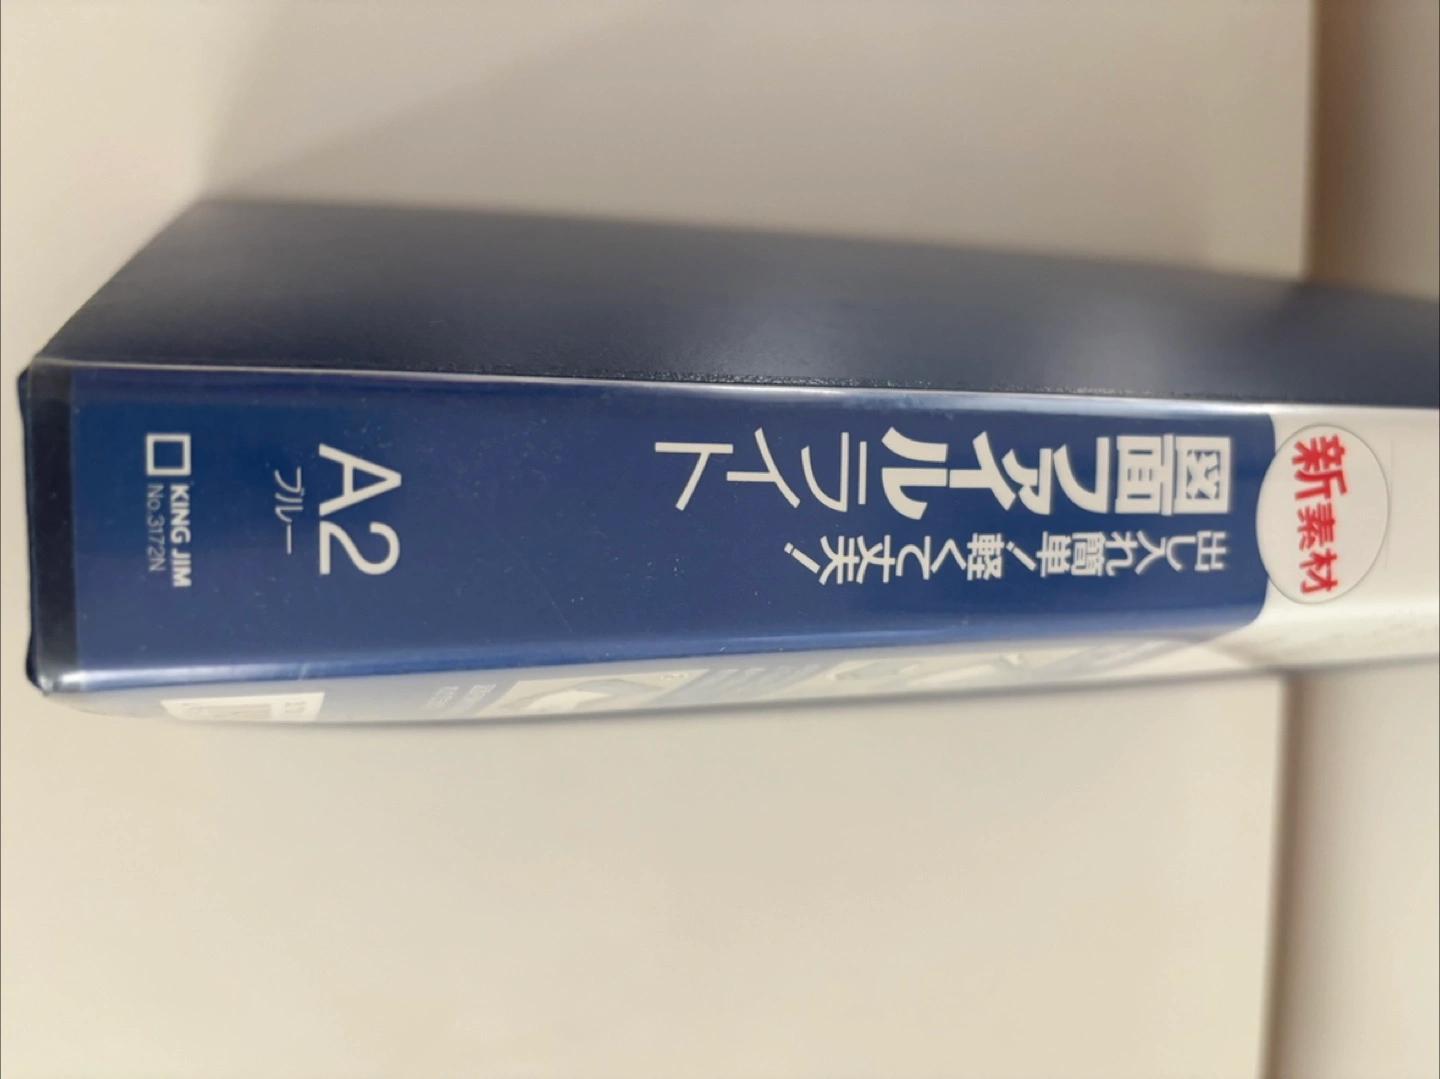 新素材
図面ファイルライト
出し入れ簡単!軽くて丈夫!
A2
ブルー
KING JIM
No.3172N